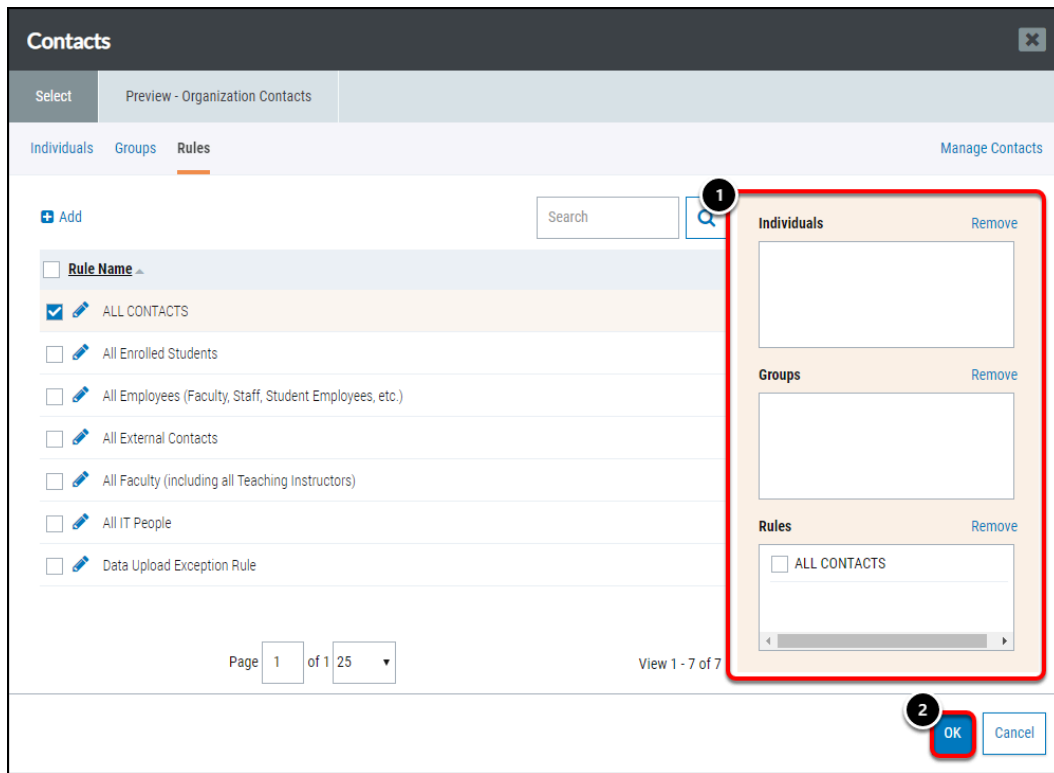 Contacts
Select Preview - Organization Contacts
Individuals Groups Rules Manage Contacts
1
Add Search
Individuals Remove
Rule Name
ALL CONTACTS
All Enrolled Students
Groups Remove
All Employees (Faculty, Staff, Student Employees, etc.)
All External Contacts
All Faculty (including all Teaching Instructors)
All IT People
Rules Remove
Data Upload Exception Rule
ALL CONTACTS
Page 1 of 1 25 View 1 - 7 of 7
2
OK Cancel